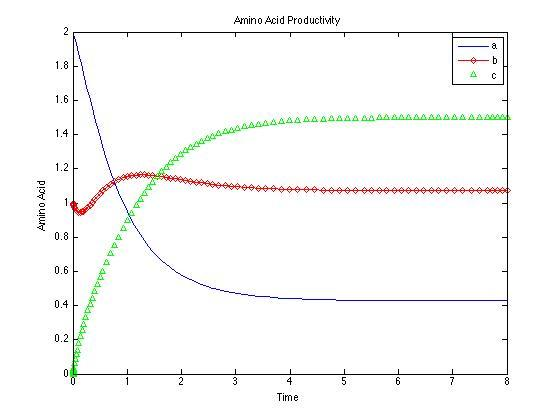 Amino Acid Productivity
2
1.8
1.6
1.4
1.2
1
0.8
0.6
0.4
0.2
0
Amino Acid
a
b
c
0 1 2 3 4 5 6 7 8
Time